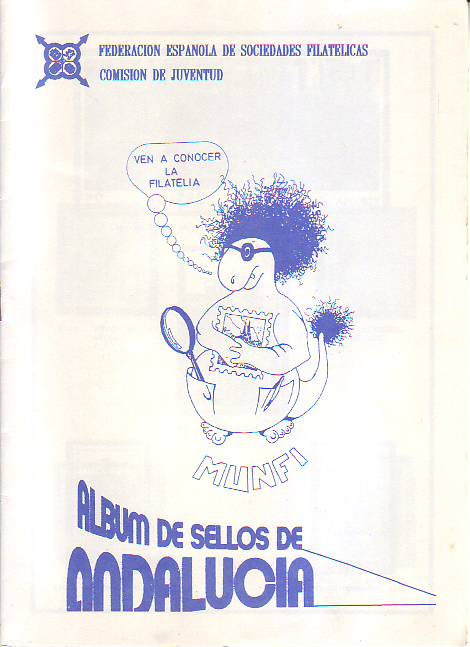 FEDERACION ESPANOLA DE SOCIEDADES FILATELICAS
COMISION DE JUVENTUD
VEN A CONOCER
LA
FILATELIA
MUNFI
ALBUM DE SELLOS DE
ANDALUCIA